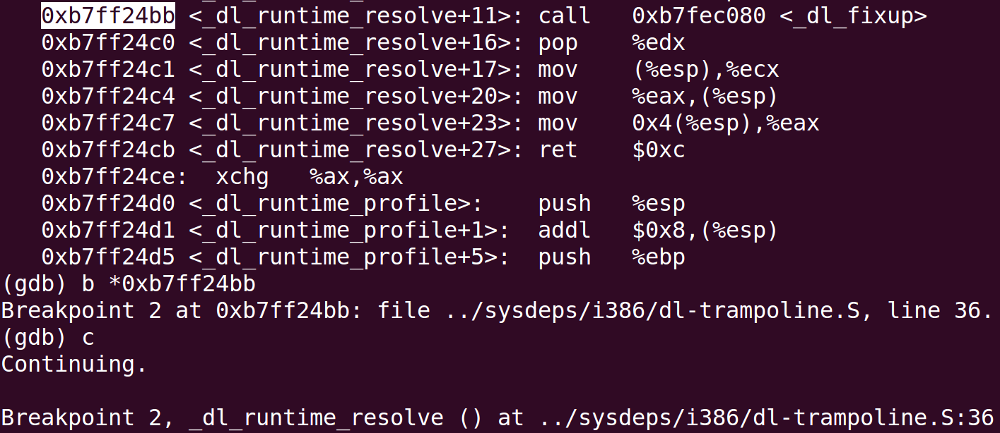 0xb7ff24bb <_dl_runtime_resolve+11>: call   0xb7fec080 <_dl_fixup>
0xb7ff24c0 <_dl_runtime_resolve+16>: pop    %edx
0xb7ff24c1 <_dl_runtime_resolve+17>: mov    (%esp),%ecx
0xb7ff24c4 <_dl_runtime_resolve+20>: mov    %eax,(%esp)
0xb7ff24c7 <_dl_runtime_resolve+23>: mov    0x4(%esp),%eax
0xb7ff24cb <_dl_runtime_resolve+27>: ret    $0xc
0xb7ff24ce:  xchg   %ax,%ax
0xb7ff24d0 <_dl_runtime_profile>:    push   %esp
0xb7ff24d1 <_dl_runtime_profile+1>:  addl   $0x8,(%esp)
0xb7ff24d5 <_dl_runtime_profile+5>:  push   %ebp
(gdb) b *0xb7ff24bb
Breakpoint 2 at 0xb7ff24bb: file ../sysdeps/i386/dl-trampoline.S, line 36.
(gdb) c
Continuing.
Breakpoint 2, _dl_runtime_resolve () at ../sysdeps/i386/dl-trampoline.S:36